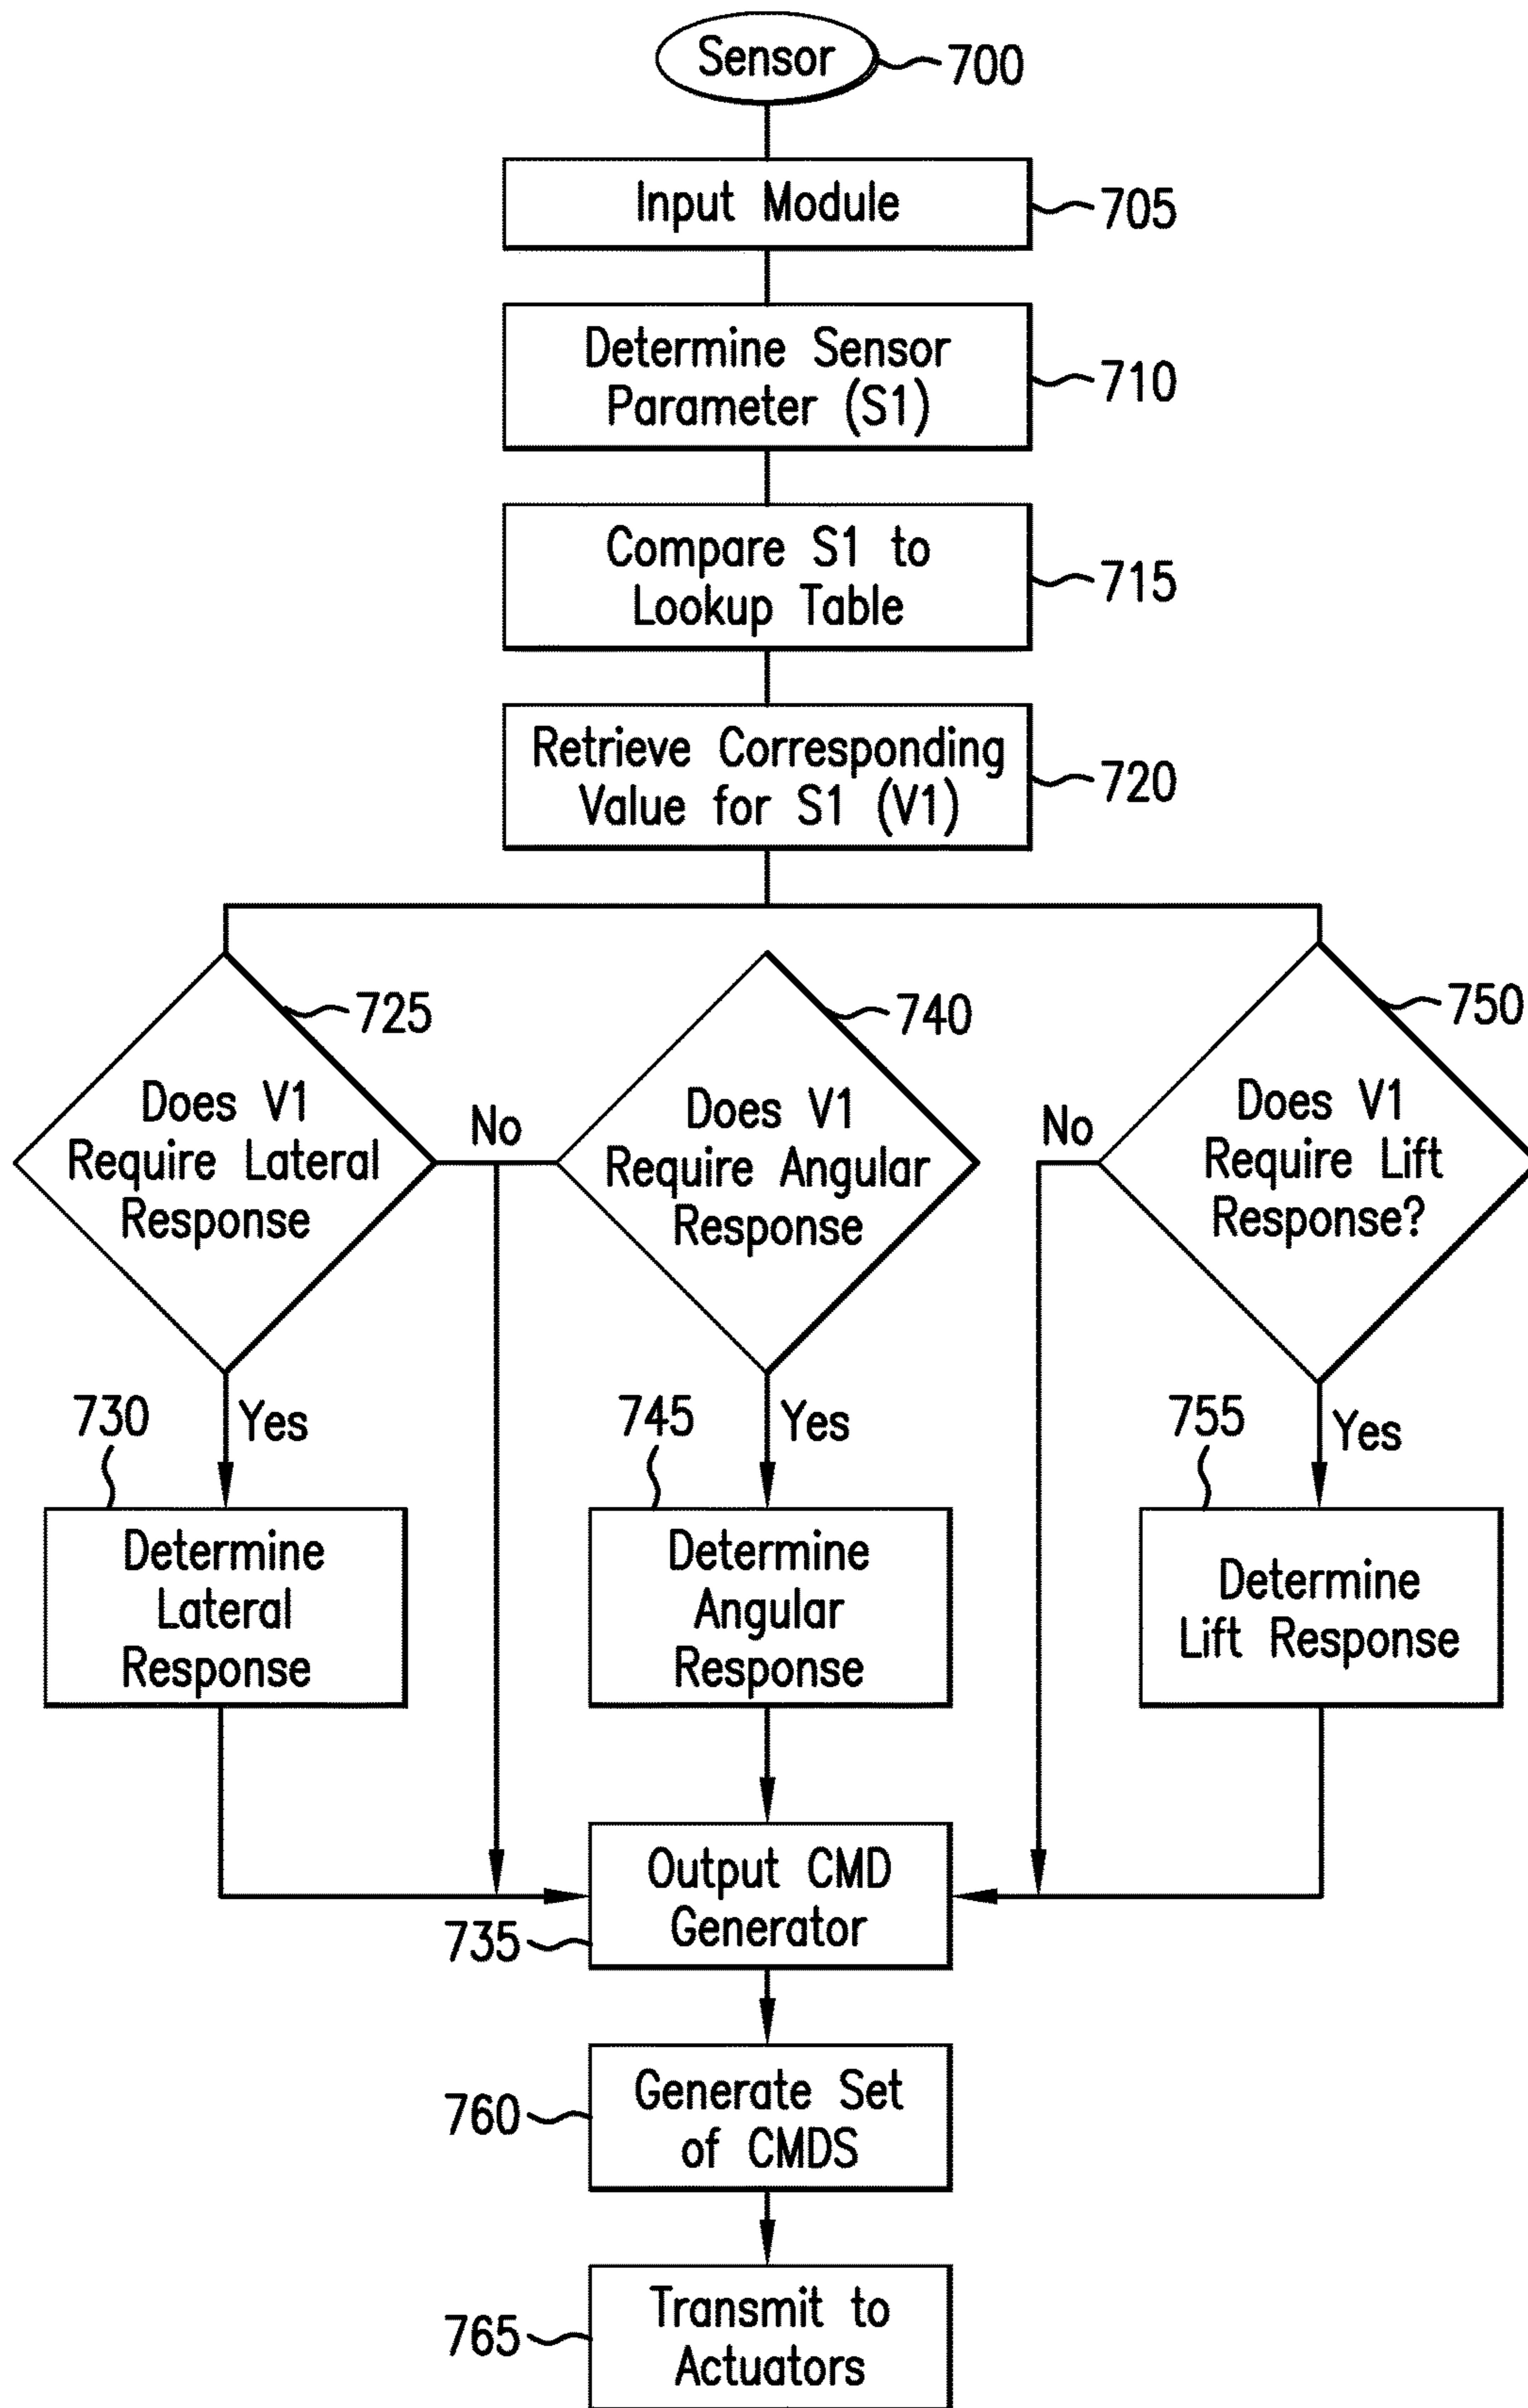 Sensor
700
Input Module
705
Determine Sensor
Parameter (S1)
710
Compare S1 to
Lookup Table
715
Retrieve Corresponding
Value for S1 (V1)
720
725
Does V1
Require Lateral
Response
No
740
Does V1
Require Angular
Response
No
750
Does V1
Require Lift
Response?
730
Yes
745
Yes
755
Yes
Determine
Lateral
Response
Determine
Angular
Response
Determine
Lift Response
Output CMD
Generator
735
Generate Set
of CMDS
760
Transmit to
Actuators
765